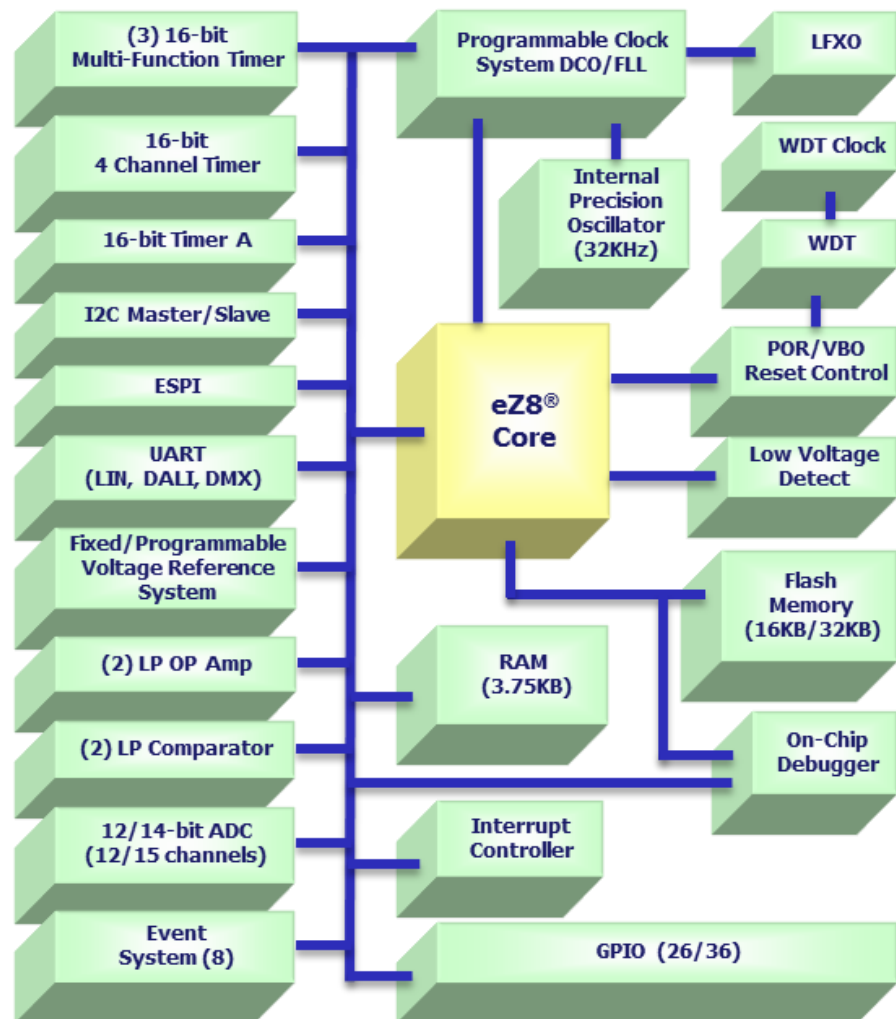 (3) 16-bit
Multi-Function Timer
16-bit
4 Channel Timer
16-bit Timer A
I2C Master/Slave
ESPI
UART
(LIN, DALI, DMX)
Fixed/Programmable
Voltage Reference
System
(2) LP OP Amp
(2) LP Comparator
12/14-bit ADC
(12/15 channels)
Event
System (8)
Programmable Clock
System DCO/FLL
LFXO
Internal
Precision
Oscillator
(32KHz)
WDT Clock
WDT
POR/VBO
Reset Control
eZ8®
Core
Low Voltage
Detect
Flash
Memory
(16KB/32KB)
RAM
(3.75KB)
On-Chip
Debugger
Interrupt
Controller
GPIO (26/36)